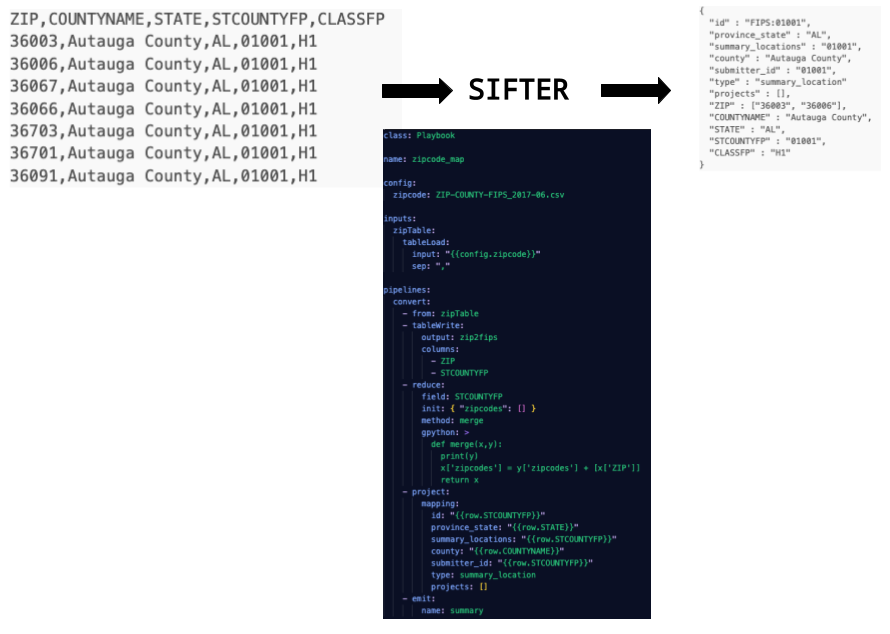 ZIP,COUNTYNAME,STATE,STCOUNTYFP,CLASSFP
36003,Autauga County,AL,01001,H1
36006,Autauga County,AL,01001,H1
36067,Autauga County,AL,01001,H1
36066,Autauga County,AL,01001,H1
36703,Autauga County,AL,01001,H1
36701,Autauga County,AL,01001,H1
36091,Autauga County,AL,01001,H1
SIFTER
class: Playbook
name: zipcode_map
config:
  zipcode: ZIP-COUNTY-FIPS_2017-06.csv
inputs:
  zipTable:
    tableLoad:
      input: "{{config.zipcode}}"
      sep: ","
pipelines:
  convert:
    - from: zipTable
    - tableWrite:
        output: zip2fips
        columns:
          - ZIP
          - STCOUNTYFP
    - reduce:
        field: STCOUNTYFP
        init: { "zipcodes": [] }
        method: merge
        gpython: >
          def merge(x,y):
            print(y)
            x['zipcodes'] = y['zipcodes'] + [x['ZIP']]
            return x
    - project:
        mapping:
          id: "{{row.STCOUNTYFP}}"
          province_state: "{{row.STATE}}"
          summary_locations: "{{row.STCOUNTYFP}}"
          county: "{{row.COUNTYNAME}}"
          submitter_id: "{{row.STCOUNTYFP}}"
          type: summary_location
          projects: []
    - emit:
        name: summary
{
  "id" : "FIPS:01001",
  "province_state" : "AL",
  "summary_locations" : "01001",
  "county" : "Autauga County",
  "submitter_id" : "01001",
  "type" : "summary_location"
  "projects" : [],
  "ZIP" : ["36003", "36006"],
  "COUNTYNAME" : "Autauga County",
  "STATE" : "AL",
  "STCOUNTYFP" : "01001",
  "CLASSFP" : "H1"
}